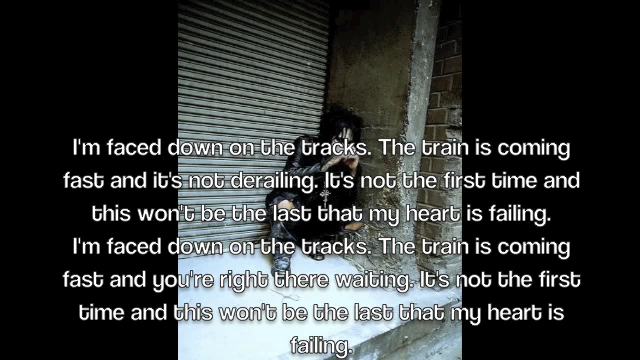 I'm faced down on the tracks. The train is coming
fast and it's not derailing. It's not the first time and
this won't be the last that my heart is failing.
I'm faced down on the tracks. The train is coming
fast and you're right there waiting. It's not the first
time and this won't be the last that my heart is
failing.